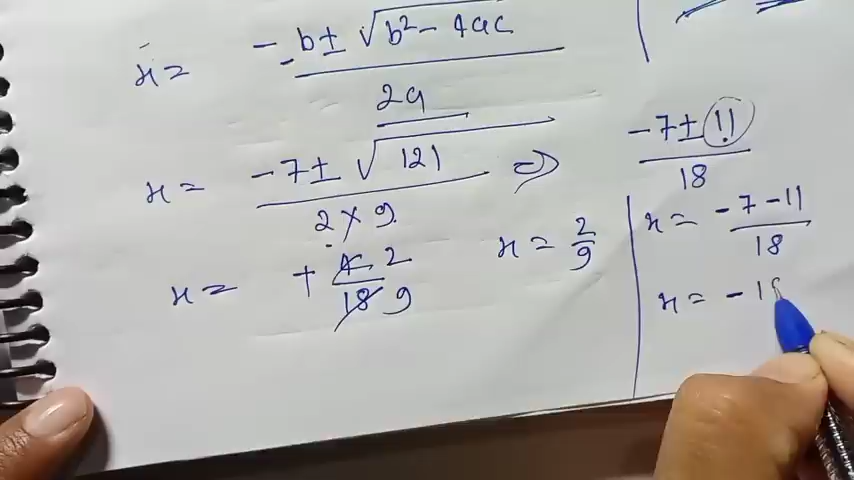 x = -b ± √b² - 4ac / 2a
x = -7 ± √121 / 2 × 9 ⇒ -7 ± 11 / 18
x = + 4 2 / 18 9
x = 2/9
x = -7 - 11 / 18
x = - 18